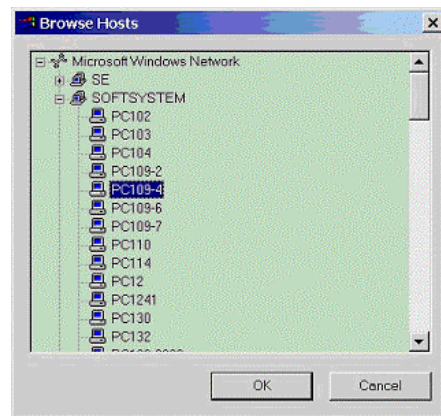 Browse Hosts
Microsoft Windows Network
SE
SOFTSYSTEM
PC102
PC103
PC104
PC109-2
PC109-4
PC109-6
PC109-7
PC110
PC114
PC12
PC1241
PC130
PC132
OK
Cancel